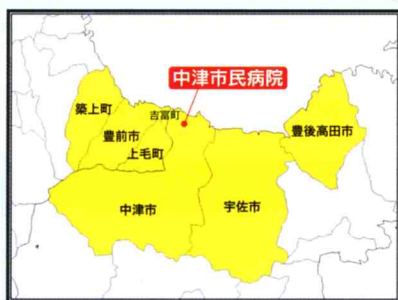 中津市民病院
築上町
吉富町
豊前市
上毛町
豊後高田市
中津市
宇佐市